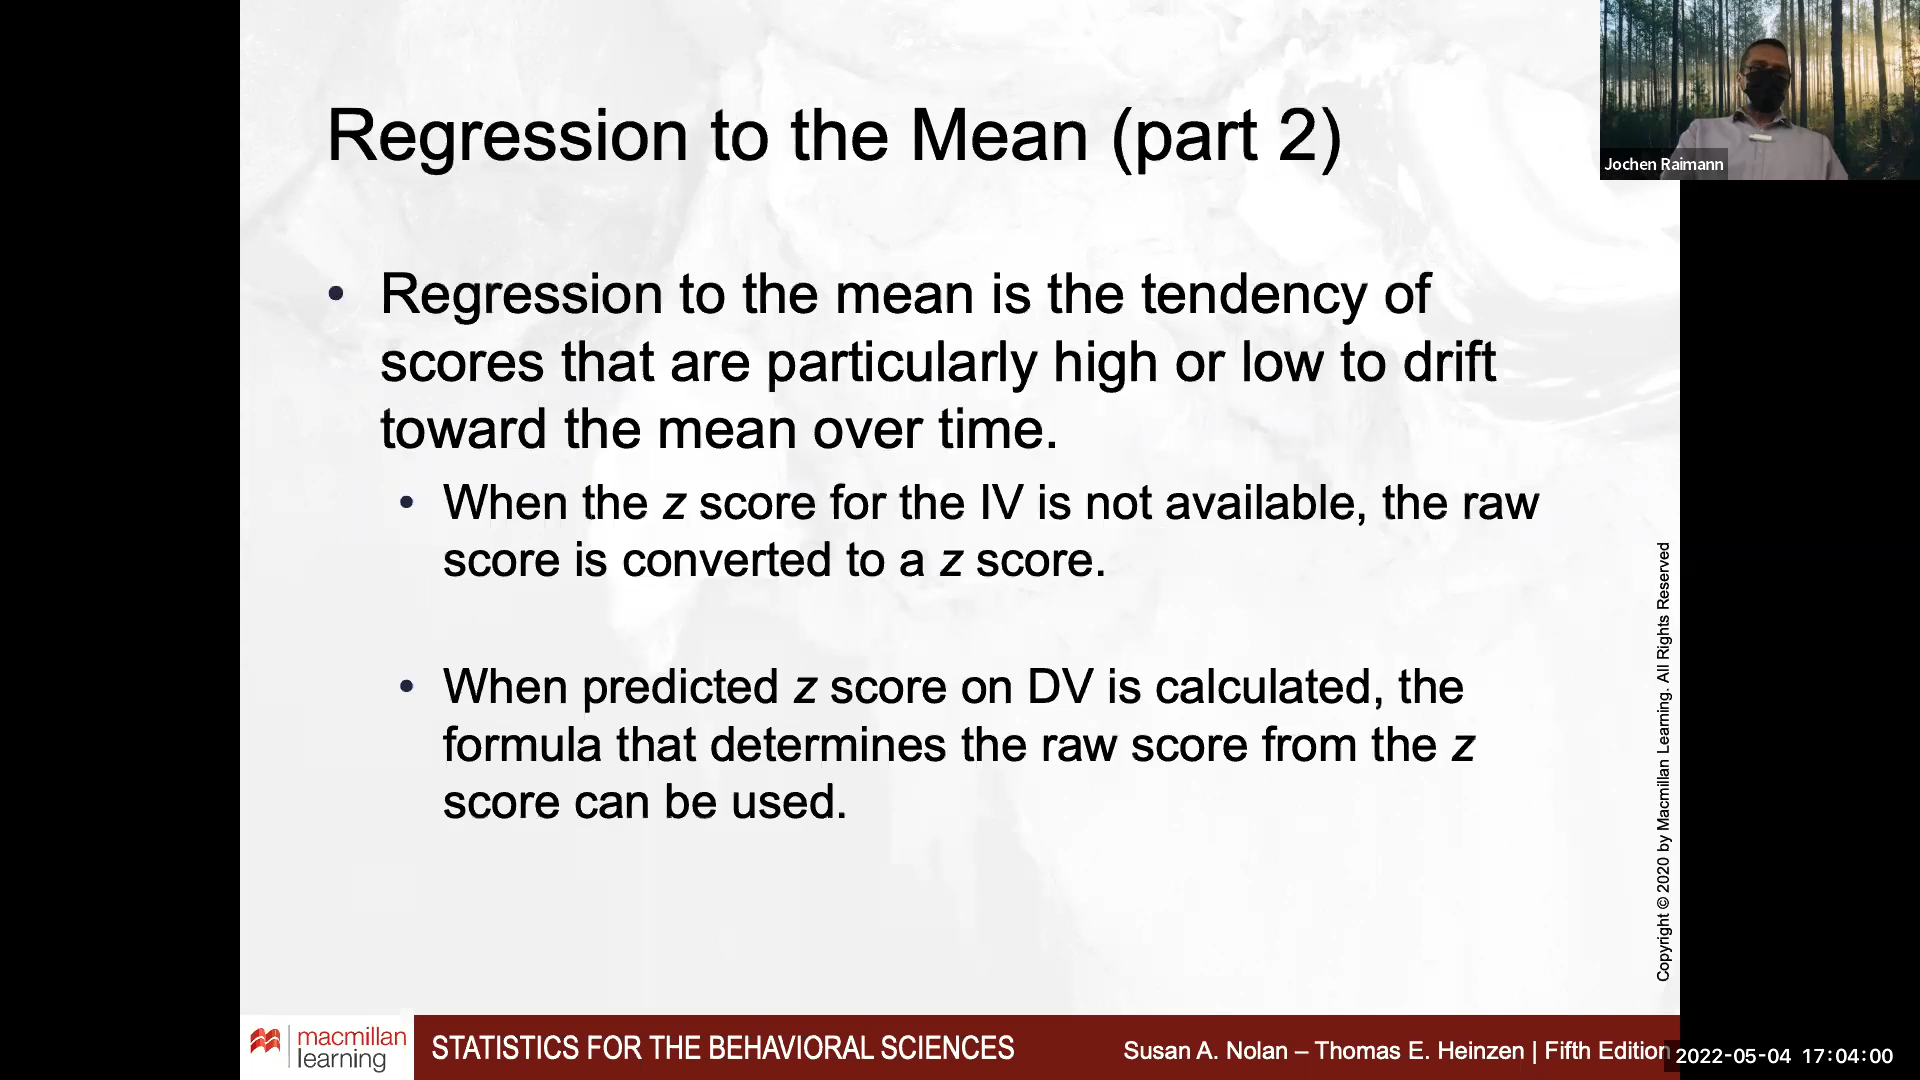 Regression to the Mean (part 2)
Jochen Raimann
• Regression to the mean is the tendency of
scores that are particularly high or low to drift
toward the mean over time.
• When the z score for the IV is not available, the raw
score is converted to a z score.
• When predicted z score on DV is calculated, the
formula that determines the raw score from the z
score can be used.
Copyright © 2020 by Macmillan Learning. All Rights Reserved
macmillan
learning
STATISTICS FOR THE BEHAVIORAL SCIENCES
Susan A. Nolan – Thomas E. Heinzen | Fifth Edition
2022-05-04 17:04:00